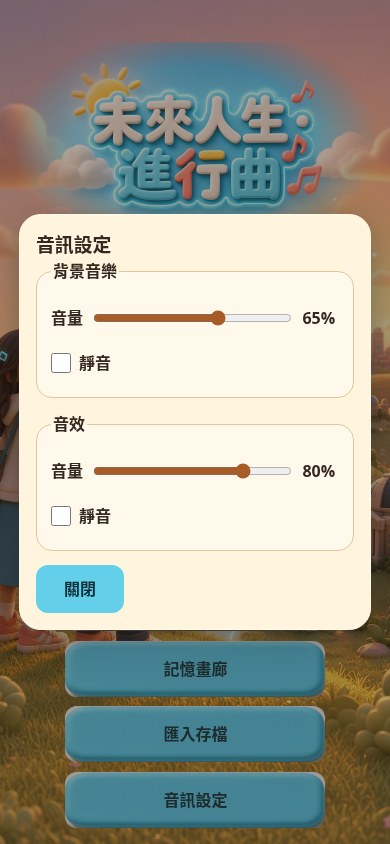 未來人生·
進行曲
音訊設定
背景音樂
音量 65%
靜音
音效
音量 80%
靜音
關閉
記憶畫廊
匯入存檔
音訊設定